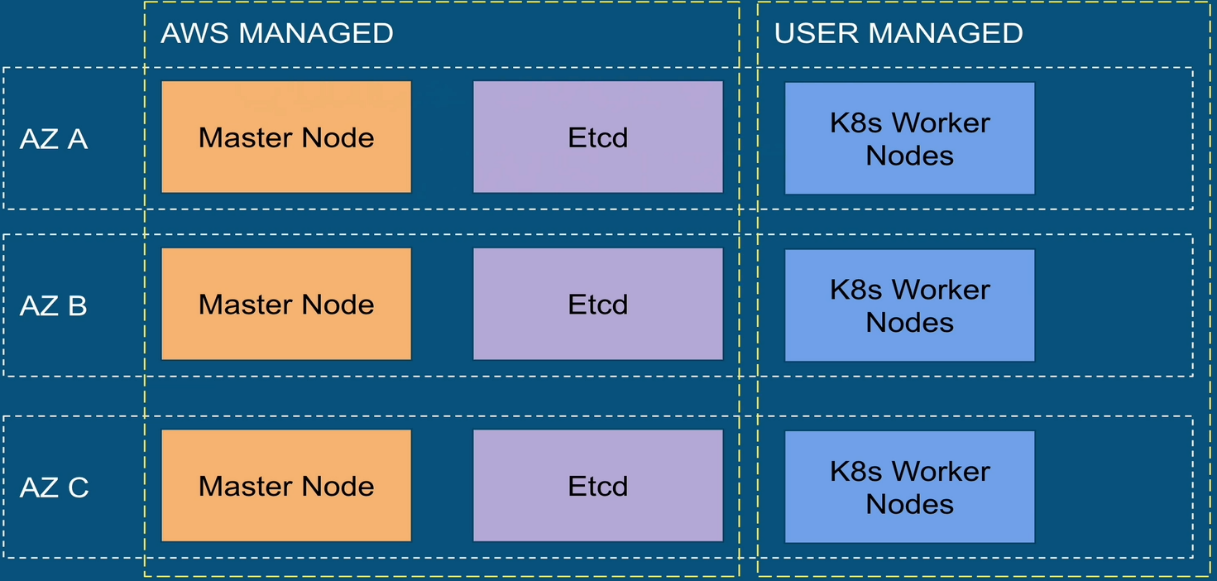 AWS MANAGED
USER MANAGED
AZ A
Master Node
Etcd
K8s Worker
Nodes
AZ B
Master Node
Etcd
K8s Worker
Nodes
AZ C
Master Node
Etcd
K8s Worker
Nodes